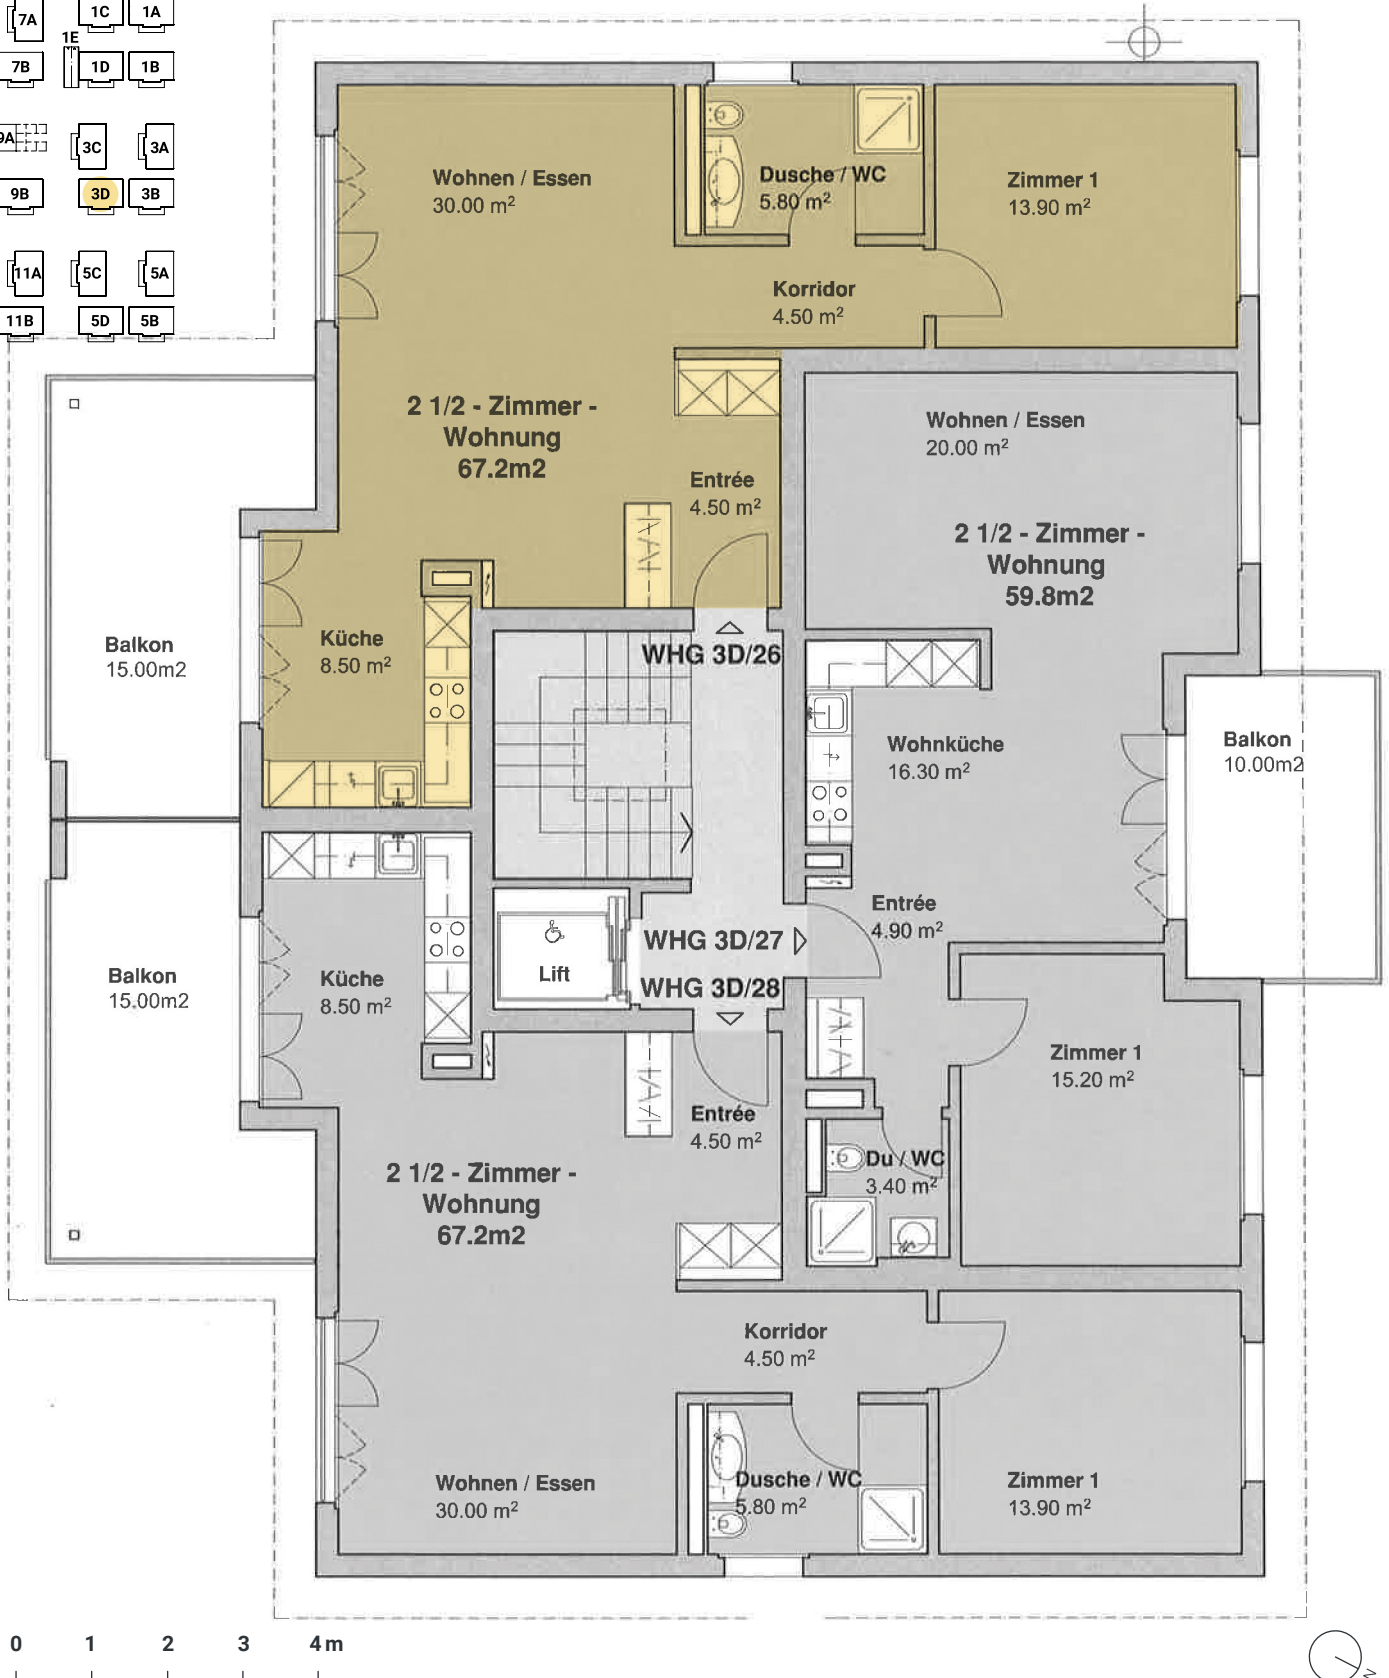 7A
1C
1A
1E
7B
1D
1B
9A
3C
3A
9B
3D
3B
11A
5C
5A
11B
5D
5B
Wohnen / Essen
30.00 m²
Dusche / WC
5.80 m²
Zimmer 1
13.90 m²
Korridor
4.50 m²
2 1/2 - Zimmer -
Wohnung
67.2m2
Entrée
4.50 m²
Wohnen / Essen
20.00 m²
2 1/2 - Zimmer -
Wohnung
59.8m2
Balkon
15.00m2
Küche
8.50 m²
WHG 3D/26
Wohnküche
16.30 m²
Balkon
10.00m2
Entrée
4.90 m²
WHG 3D/27
Lift
WHG 3D/28
Balkon
15.00m2
Küche
8.50 m²
Zimmer 1
15.20 m²
Entrée
4.50 m²
Du / WC
3.40 m²
2 1/2 - Zimmer -
Wohnung
67.2m2
Korridor
4.50 m²
Wohnen / Essen
30.00 m²
Dusche / WC
5.80 m²
Zimmer 1
13.90 m²
0 1 2 3 4 m
N